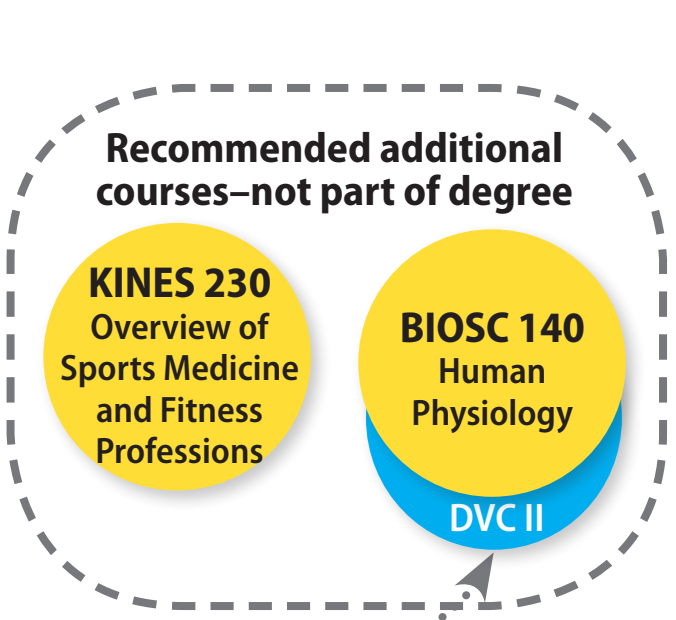 Recommended additional
courses–not part of degree
KINES 230
Overview of
Sports Medicine
and Fitness
Professions
BIOSC 140
Human
Physiology
DVC II